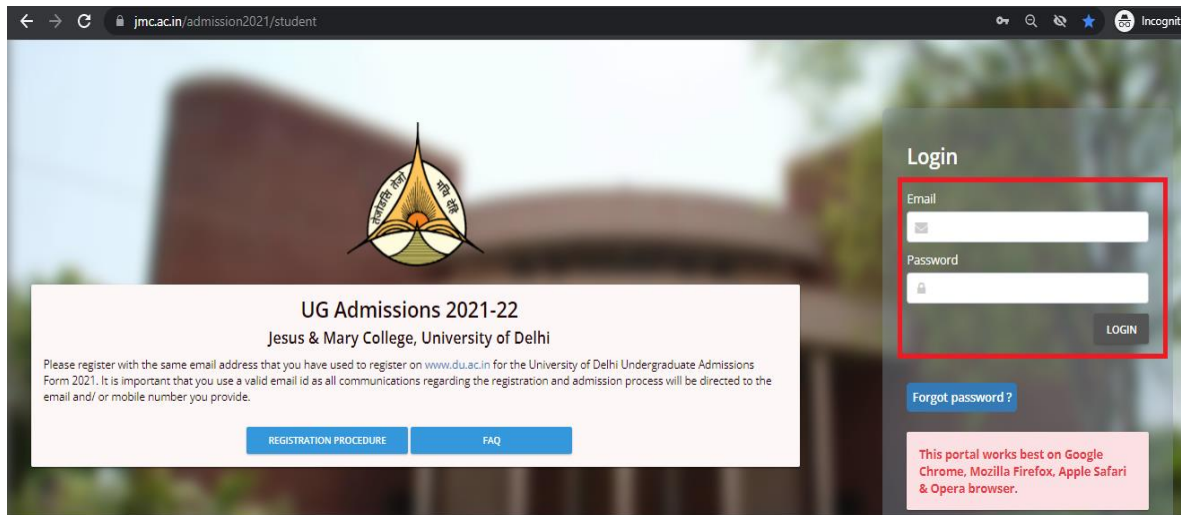 jmc.ac.in/admission2021/student
Incognit
तेजोऽसि तेजो मयि देहि
Login
Email
Password
LOGIN
UG Admissions 2021-22
Jesus & Mary College, University of Delhi
Please register with the same email address that you have used to register on www.du.ac.in for the University of Delhi Undergraduate Admissions
Form 2021. It is important that you use a valid email id as all communications regarding the registration and admission process will be directed to the
email and/ or mobile number you provide.
REGISTRATION PROCEDURE
FAQ
Forgot password ?
This portal works best on Google
Chrome, Mozilla Firefox, Apple Safari
& Opera browser.